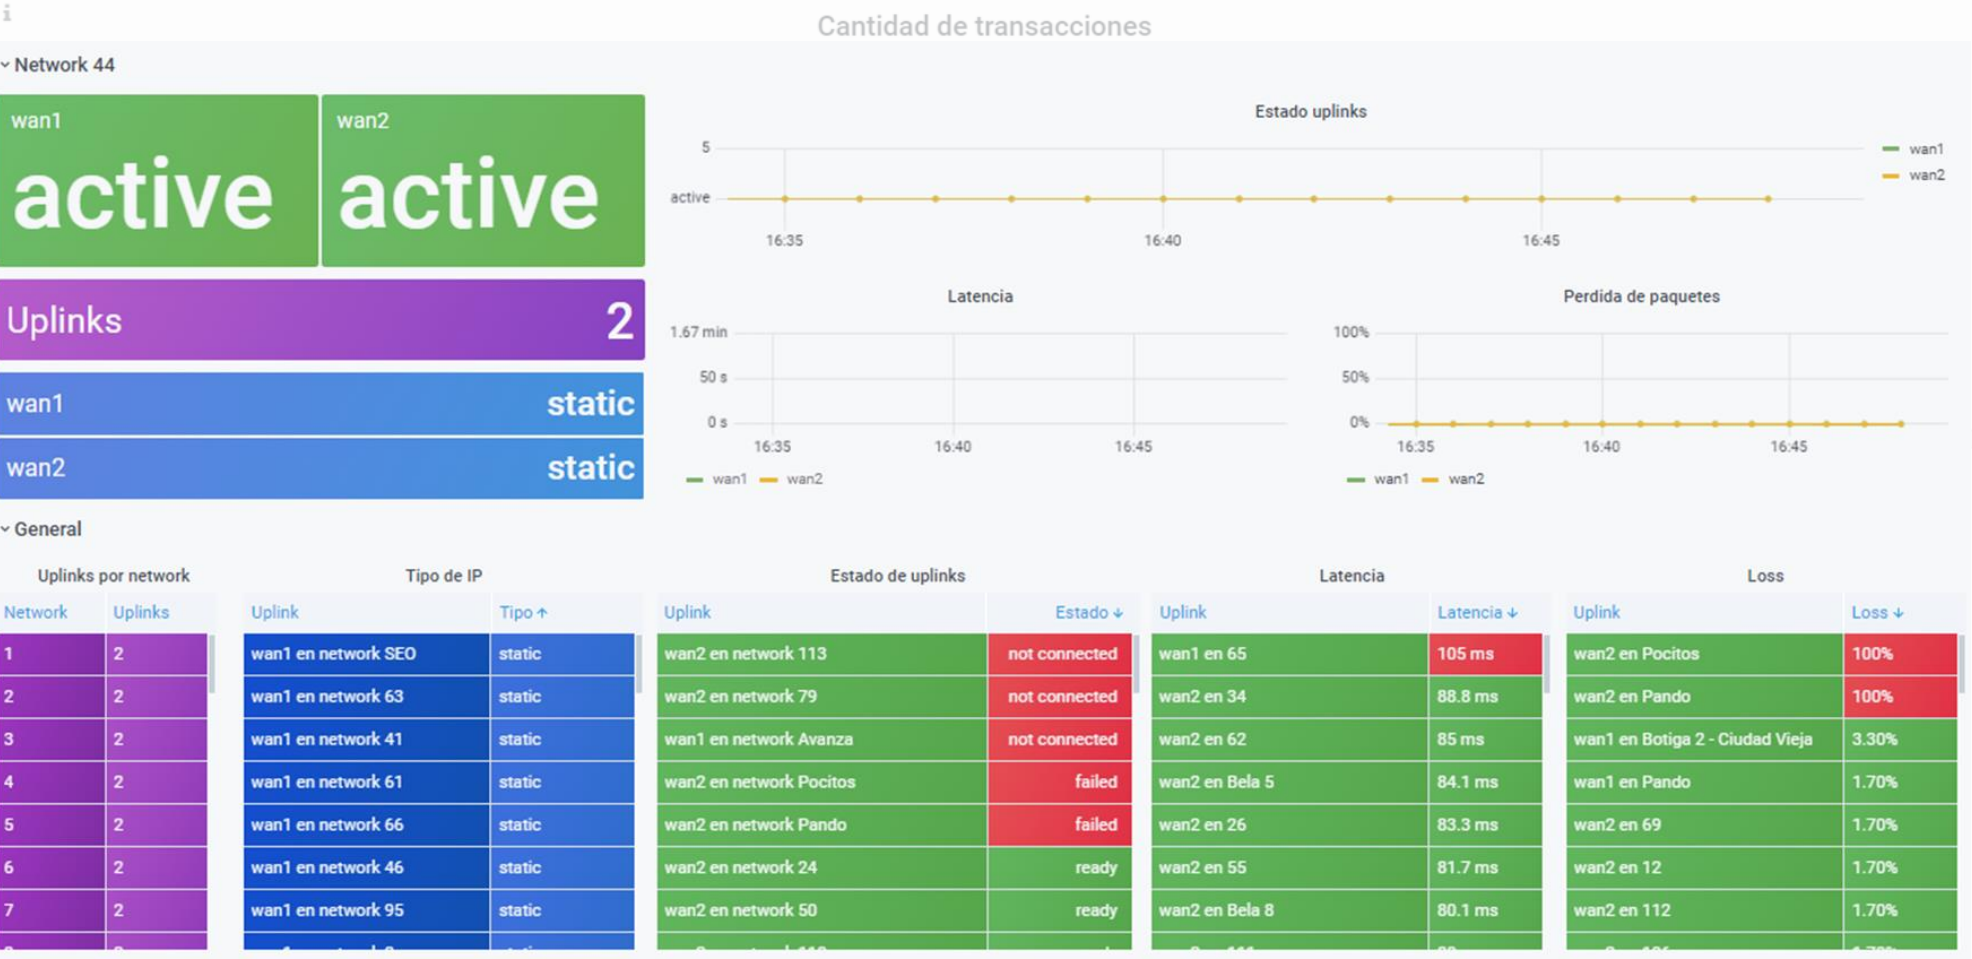 Cantidad de transacciones
Network 44
wan1
active
wan2
active
Uplinks 2
wan1 static
wan2 static
Estado uplinks
5
active
16:35 16:40 16:45
wan1
wan2
Latencia
1.67 min
50 s
0 s
16:35 16:40 16:45
wan1 wan2
Perdida de paquetes
100%
50%
0%
16:35 16:40 16:45
wan1 wan2
General
Uplinks por network
Network Uplinks
1 2
2 2
3 2
4 2
5 2
6 2
7 2
Tipo de IP
Uplink Tipo
wan1 en network SEO static
wan1 en network 63 static
wan1 en network 41 static
wan1 en network 61 static
wan1 en network 66 static
wan1 en network 46 static
wan1 en network 95 static
Estado de uplinks
Uplink Estado
wan2 en network 113 not connected
wan2 en network 79 not connected
wan1 en network Avanza not connected
wan2 en network Pocitos failed
wan2 en network Pando failed
wan2 en network 24 ready
wan2 en network 50 ready
Latencia
Uplink Latencia
wan1 en 65 105 ms
wan2 en 34 88.8 ms
wan2 en 62 85 ms
wan2 en Bela 5 84.1 ms
wan2 en 26 83.3 ms
wan2 en 55 81.7 ms
wan2 en Bela 8 80.1 ms
Loss
Uplink Loss
wan2 en Pocitos 100%
wan2 en Pando 100%
wan1 en Botiga 2 - Ciudad Vieja 3.30%
wan1 en Pando 1.70%
wan2 en 69 1.70%
wan2 en 12 1.70%
wan2 en 112 1.70%